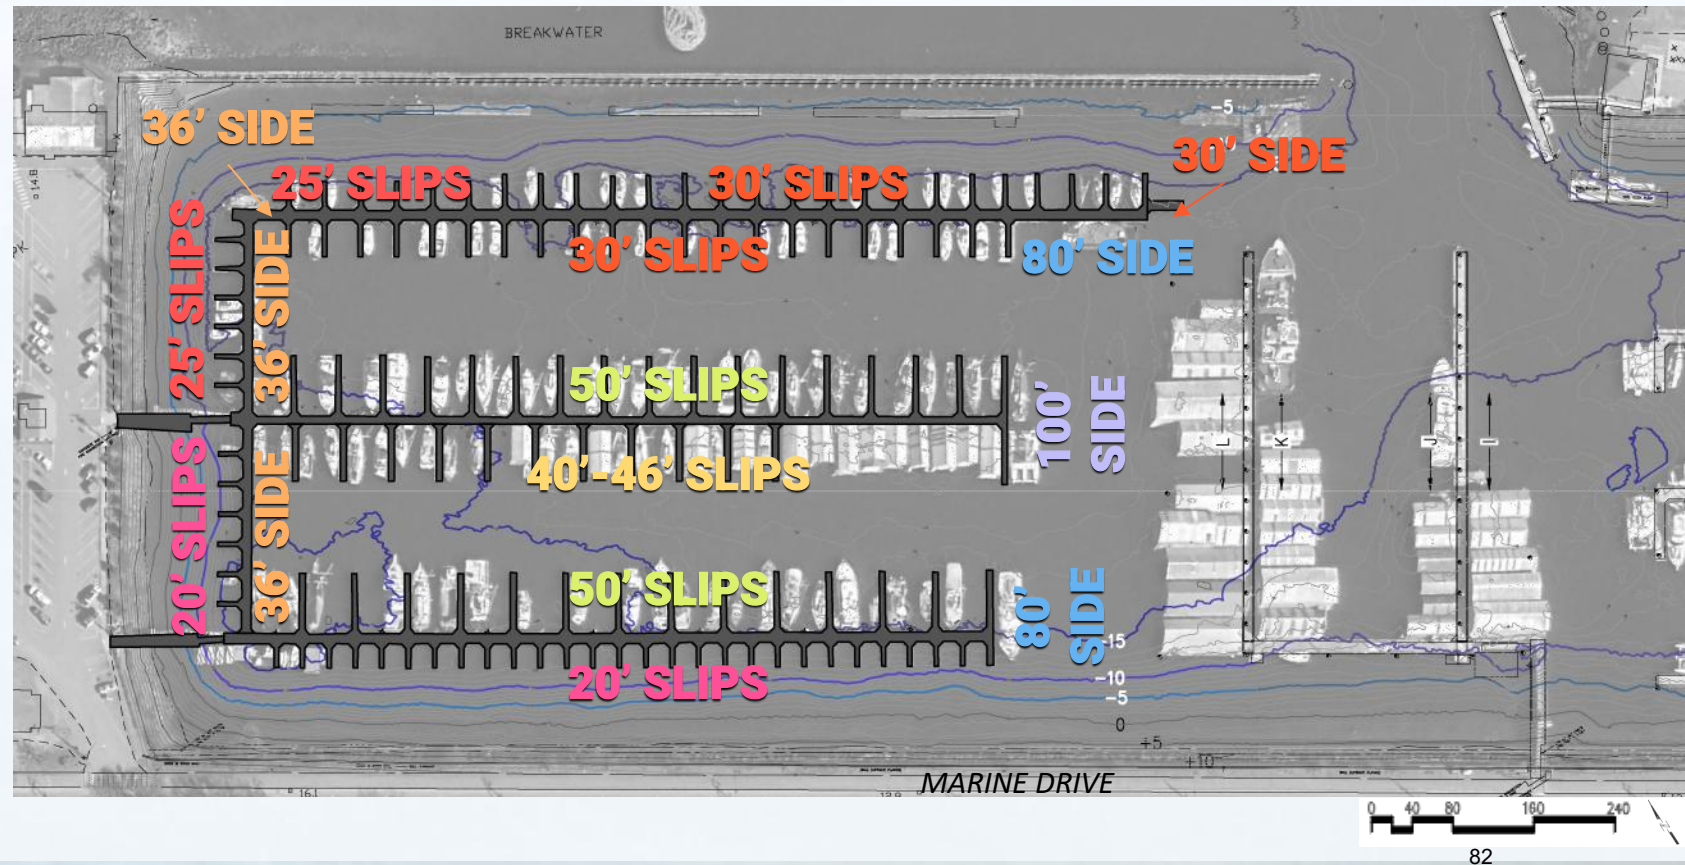 BREAKWATER
-5
36' SIDE
30' SIDE
25' SLIPS
30' SLIPS
25' SLIPS
36' SIDE
30' SLIPS
80' SIDE
50' SLIPS
100'
SIDE
L
K
J
I
20' SLIPS
36' SIDE
40'-46' SLIPS
50' SLIPS
80'
SIDE
-15
20' SLIPS
-10
-5
0
+5
+10
MARINE DRIVE
16.1
0 40 80 160 240
82